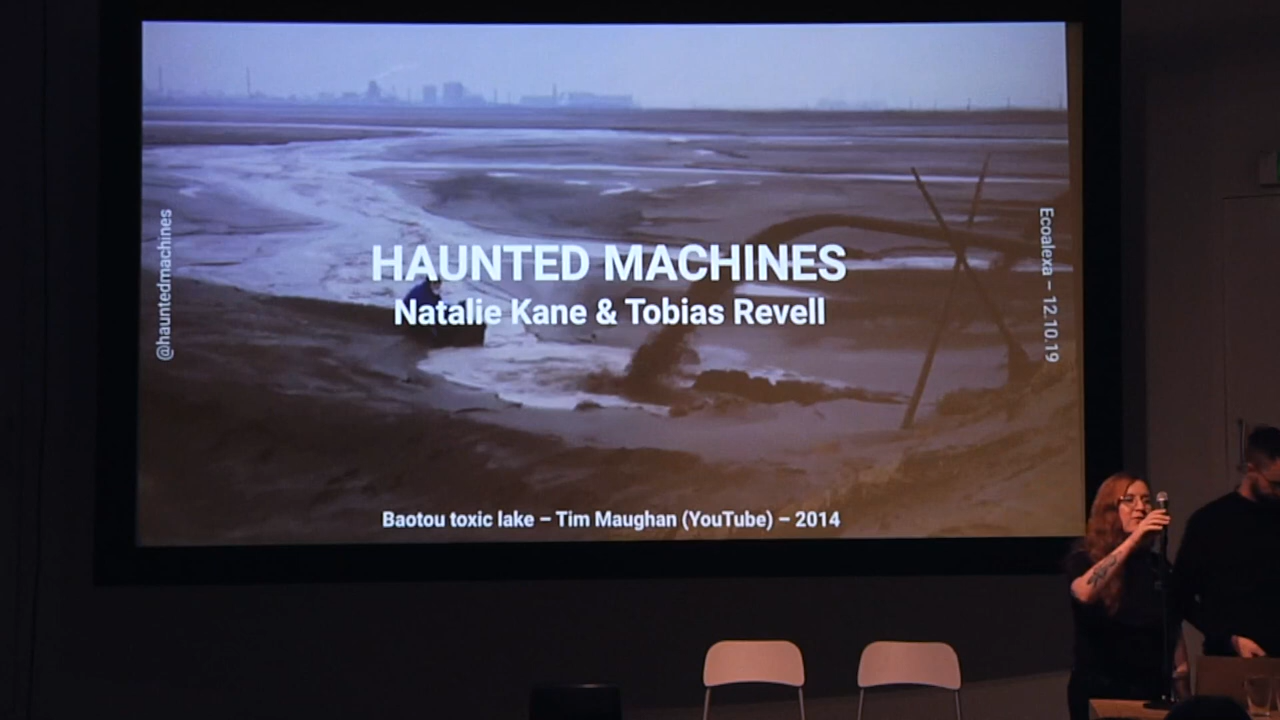 HAUNTED MACHINES
Natalie Kane & Tobias Revell
@hauntedmachines
Ecoalexa – 12.10.19
Baotou toxic lake – Tim Maughan (YouTube) – 2014